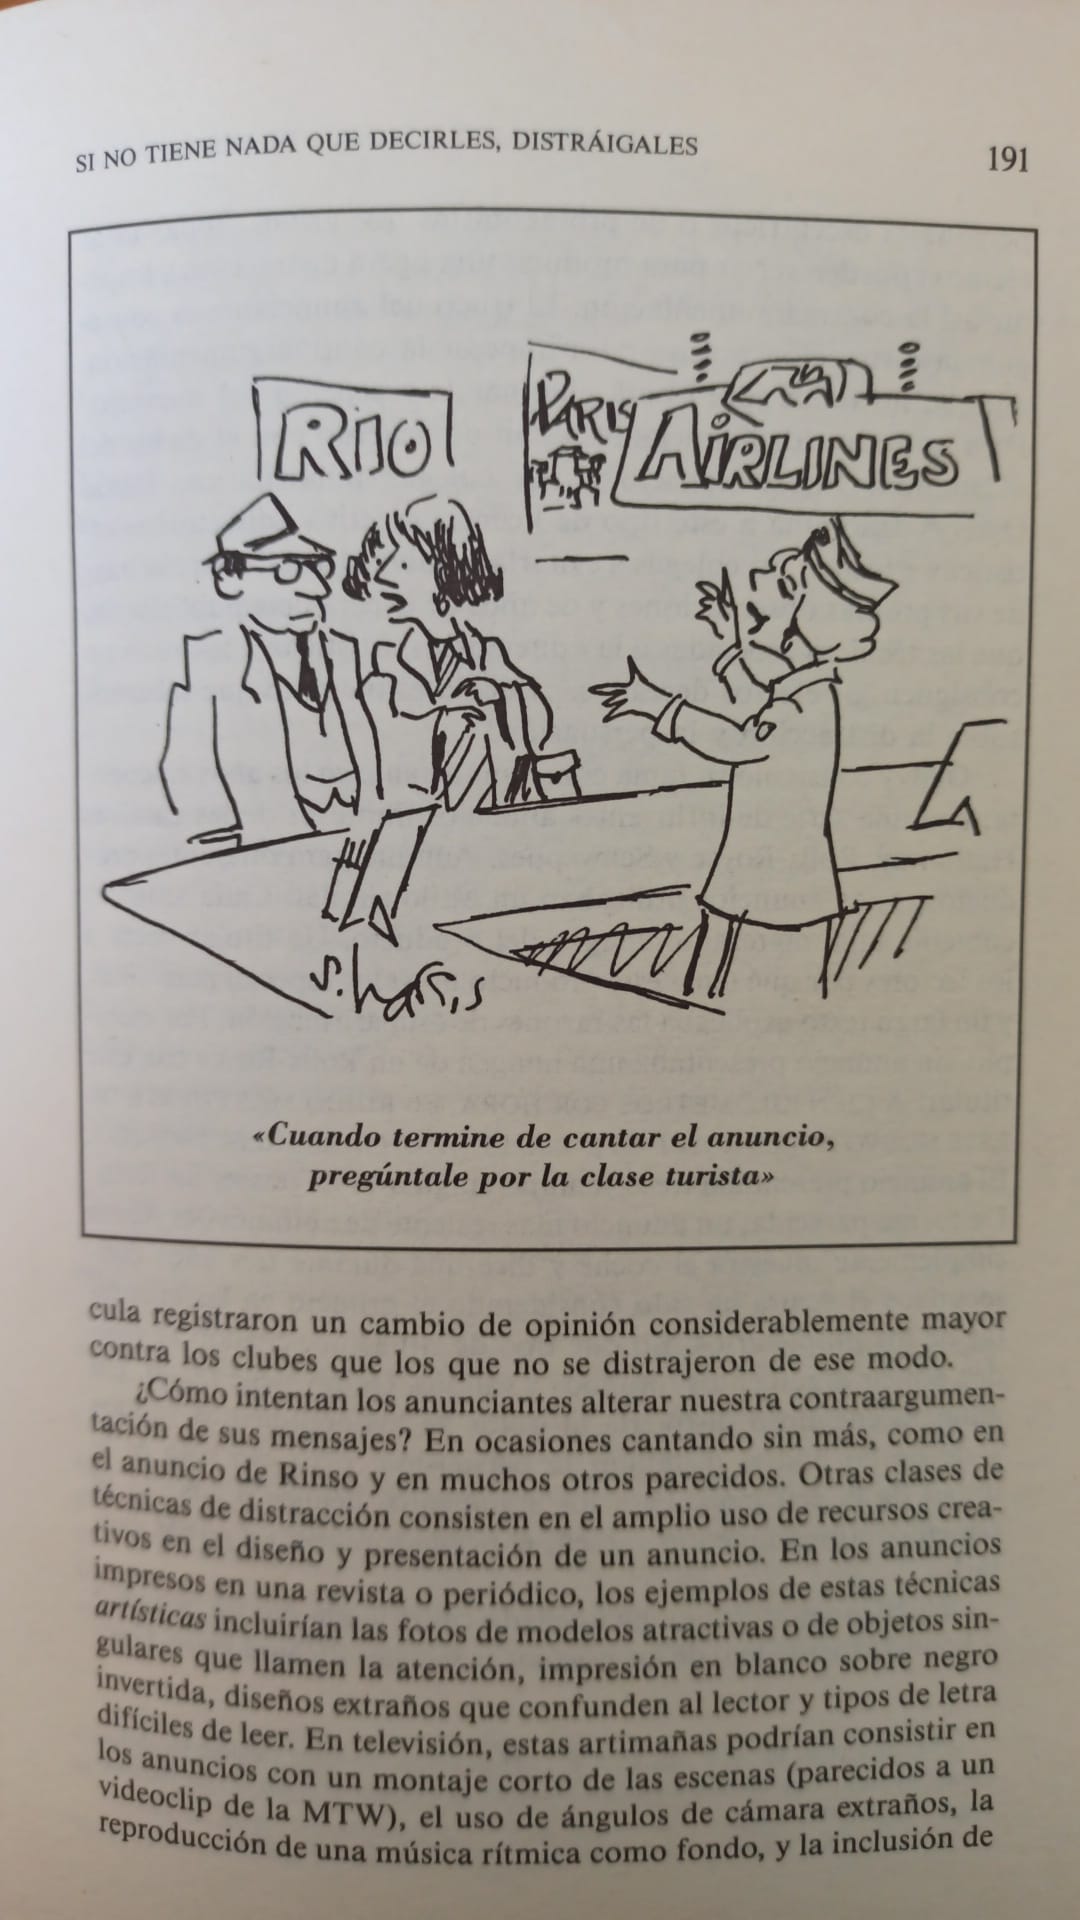 SI NO TIENE NADA QUE DECIRLES, DISTRÁIGALES
191
RIO
PARIS
AIRLINES
S. Harris
«Cuando termine de cantar el anuncio,
pregúntale por la clase turista»
cula registraron un cambio de opinión considerablemente mayor
contra los clubes que los que no se distrajeron de ese modo.
¿Cómo intentan los anunciantes alterar nuestra contraargumen-
tación de sus mensajes? En ocasiones cantando sin más, como en
el anuncio de Rinso y en muchos otros parecidos. Otras clases de
técnicas de distracción consisten en el amplio uso de recursos crea-
tivos en el diseño y presentación de un anuncio. En los anuncios
impresos en una revista o periódico, los ejemplos de estas técnicas
artísticas incluirían las fotos de modelos atractivas o de objetos sin-
gulares que llamen la atención, impresión en blanco sobre negro
invertida, diseños extraños que confunden al lector y tipos de letra
difíciles de leer. En televisión, estas artimañas podrían consistir en
los anuncios con un montaje corto de las escenas (parecidos a un
videoclip de la MTW), el uso de ángulos de cámara extraños, la
reproducción de una música rítmica como fondo, y la inclusión de